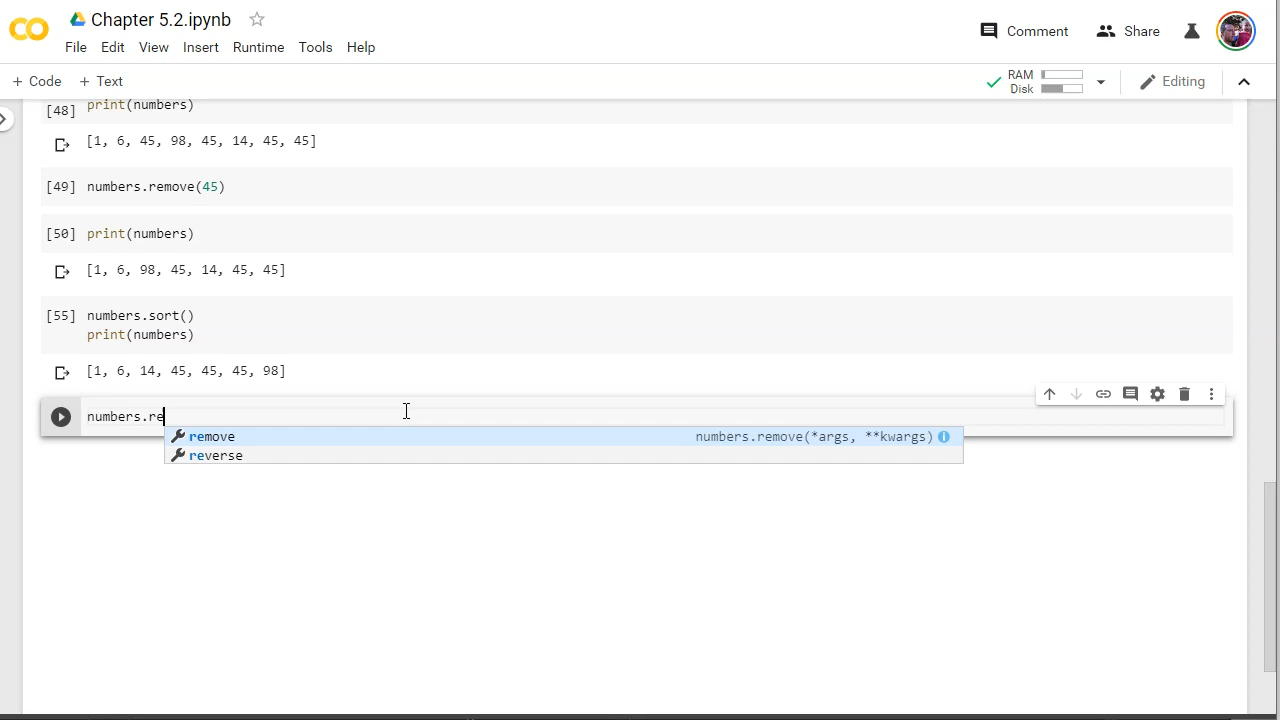 Chapter 5.2.ipynb
File Edit View Insert Runtime Tools Help
Comment
Share
+ Code + Text
RAM
Disk
Editing
[48] print(numbers)
[1, 6, 45, 98, 45, 14, 45, 45]
[49] numbers.remove(45)
[50] print(numbers)
[1, 6, 98, 45, 14, 45, 45]
[55] numbers.sort()
print(numbers)
[1, 6, 14, 45, 45, 45, 98]
numbers.re
remove numbers.remove(*args, **kwargs)
reverse